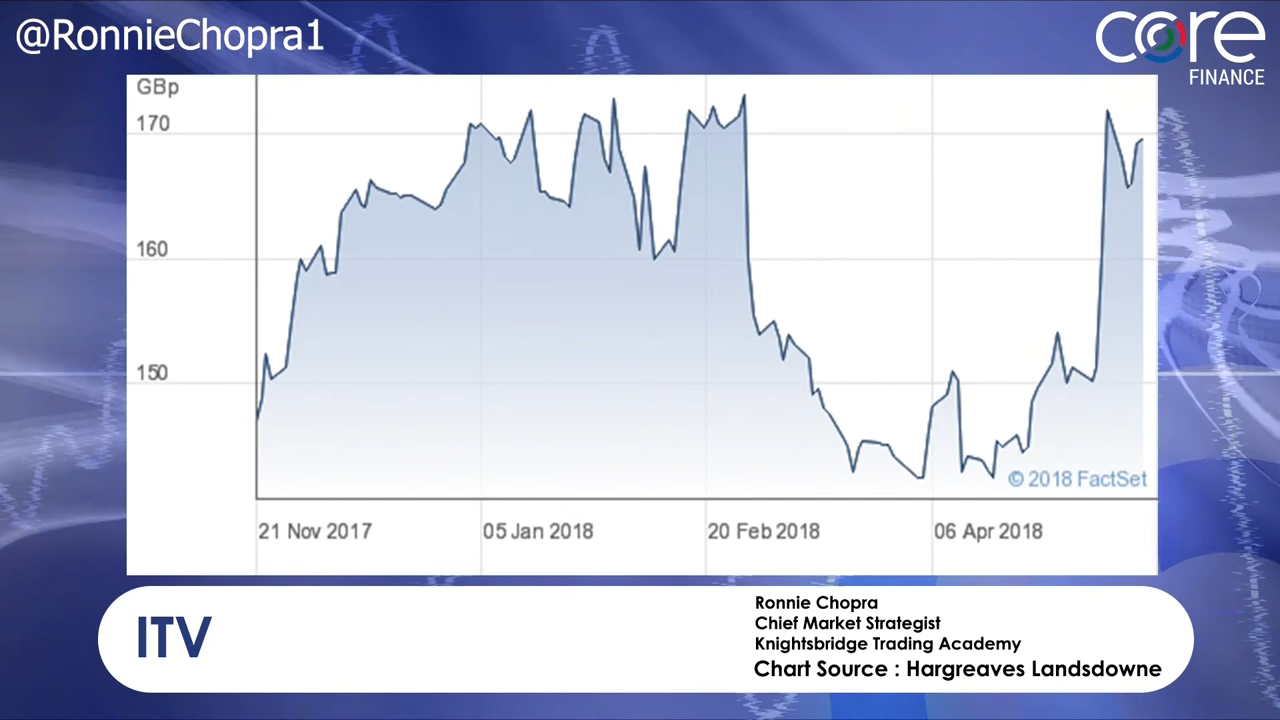 @RonnieChopra1
core
FINANCE
GBp
170
160
150
© 2018 FactSet
21 Nov 2017
05 Jan 2018
20 Feb 2018
06 Apr 2018
ITV
Ronnie Chopra
Chief Market Strategist
Knightsbridge Trading Academy
Chart Source : Hargreaves Landsdowne